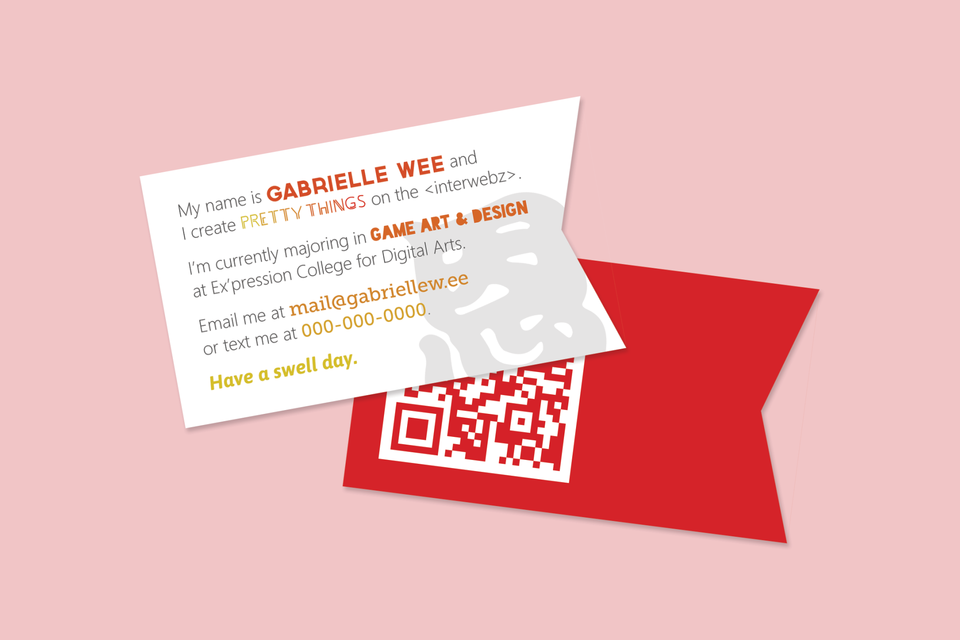 My name is GABRIELLE WEE and
I create PRETTY THINGS on the <interwebz>.
I'm currently majoring in GAME ART & DESIGN
at Ex'pression College for Digital Arts.
Email me at mail@gabriellew.ee
or text me at 000-000-0000.
Have a swell day.